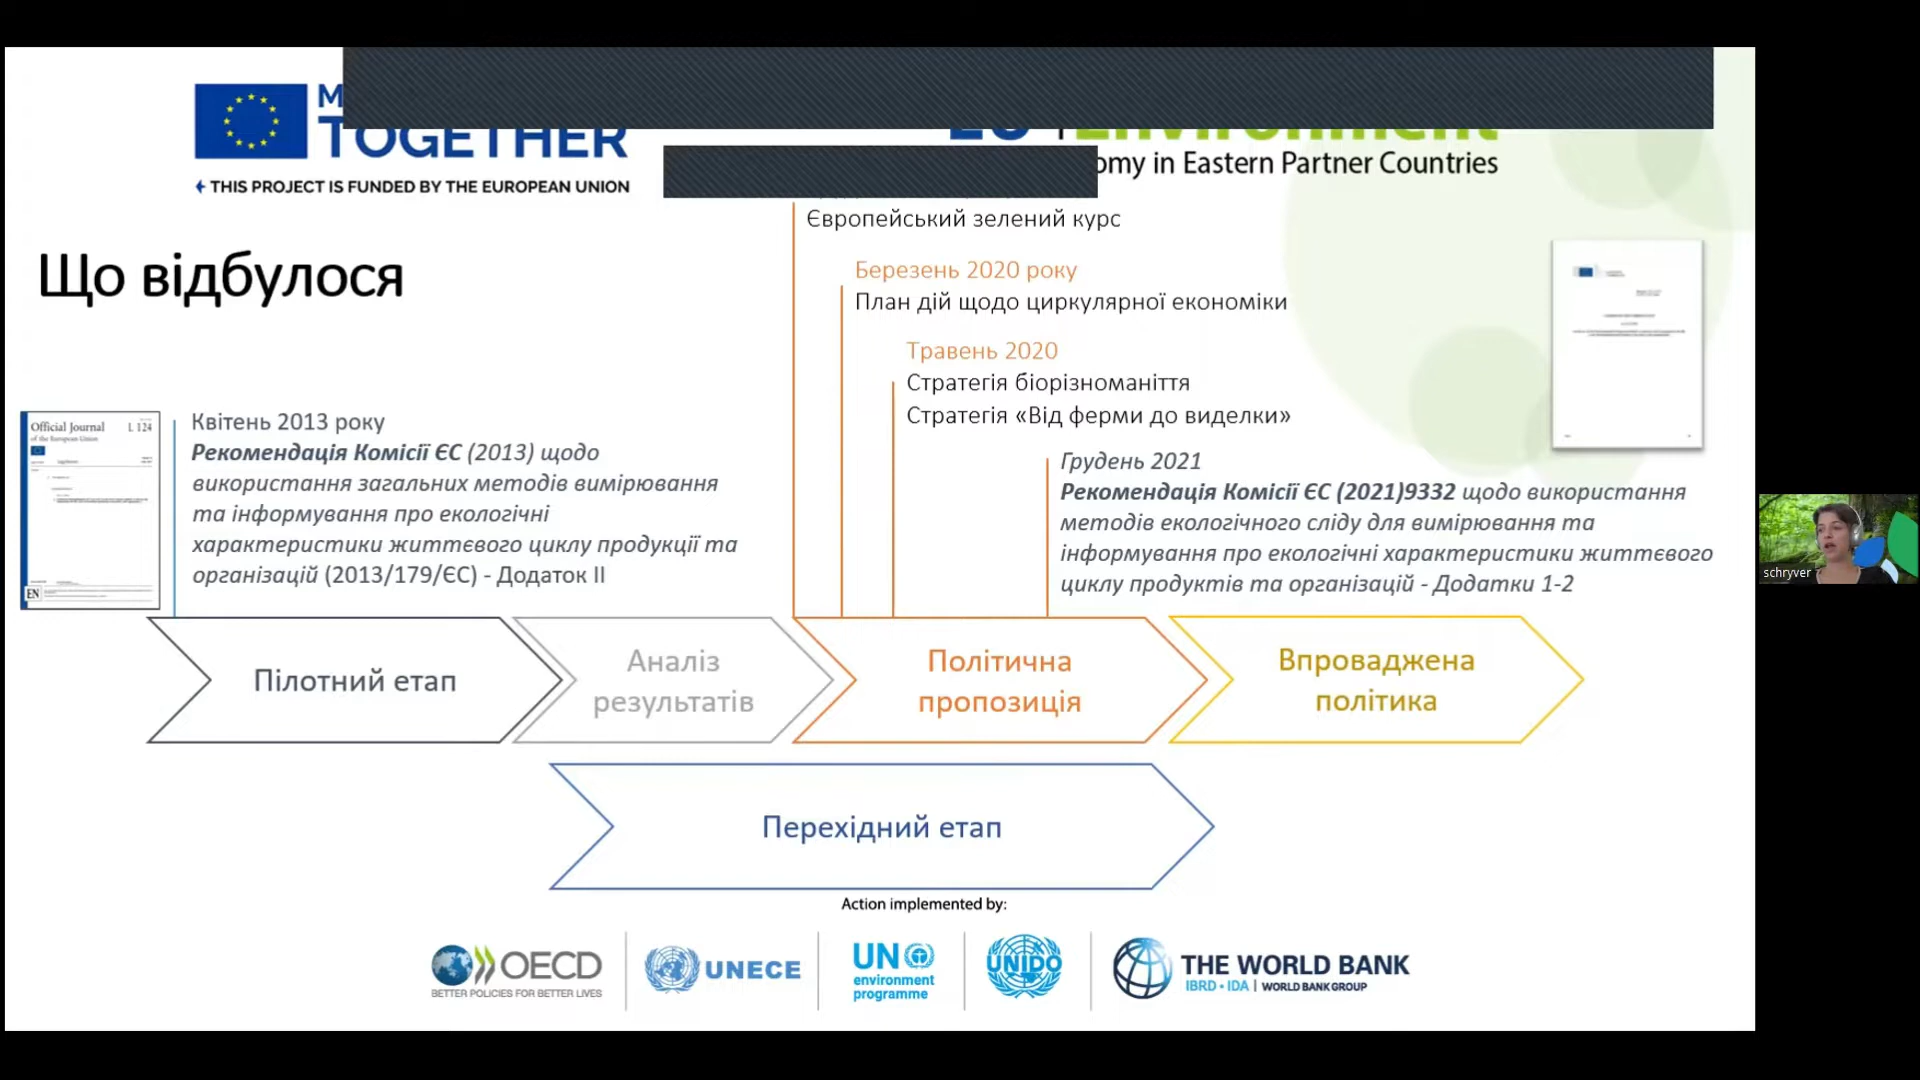 TOGETHER
THIS PROJECT IS FUNDED BY THE EUROPEAN UNION
Environment
omy in Eastern Partner Countries
Що відбулося
Європейський зелений курс
Березень 2020 року
План дій щодо циркулярної економіки
Травень 2020
Стратегія біорізноманіття
Стратегія «Від ферми до виделки»
Official Journal L 124
of the European Union
EN
Квітень 2013 року
Рекомендація Комісії ЄС (2013) щодо
використання загальних методів вимірювання
та інформування про екологічні
характеристики життєвого циклу продукції та
організацій (2013/179/ЄС) - Додаток II
Грудень 2021
Рекомендація Комісії ЄС (2021)9332 щодо використання
методів екологічного сліду для вимірювання та
інформування про екологічні характеристики життєвого
циклу продуктів та організацій - Додатки 1-2
schryver
Пілотний етап
Аналіз
результатів
Політична
пропозиція
Впроваджена
політика
Перехідний етап
Action implemented by:
OECD
BETTER POLICIES FOR BETTER LIVES
UNECE
UN
environment
programme
UNIDO
THE WORLD BANK
IBRD • IDA | WORLD BANK GROUP